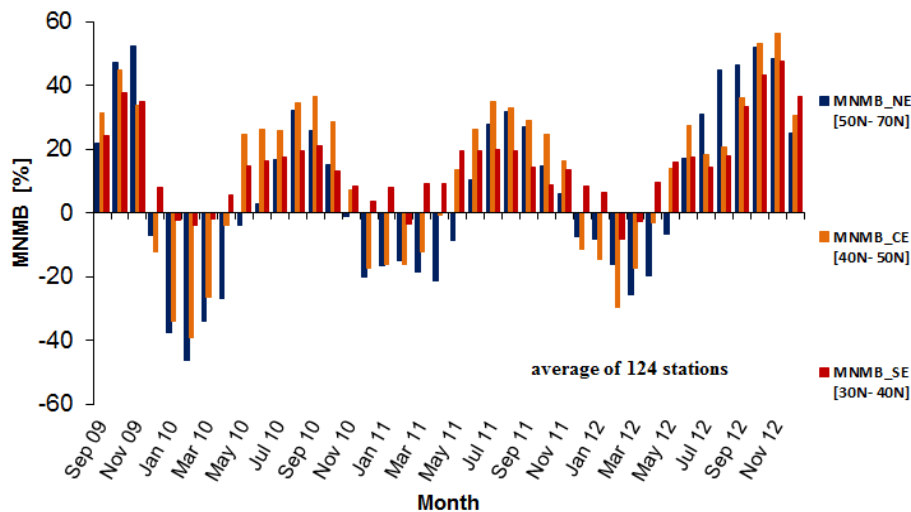 60
40
20
0
-20
-40
-60
MNMB [%]
MNMB_NE
[50N- 70N]
MNMB_CE
[40N- 50N]
MNMB_SE
[30N- 40N]
average of 124 stations
Sep 09
Nov 09
Jan 10
Mar 10
May 10
Jul 10
Sep 10
Nov 10
Jan 11
Mar 11
May 11
Jul 11
Sep 11
Nov 11
Jan 12
Mar 12
May 12
Jul 12
Sep 12
Nov 12
Month